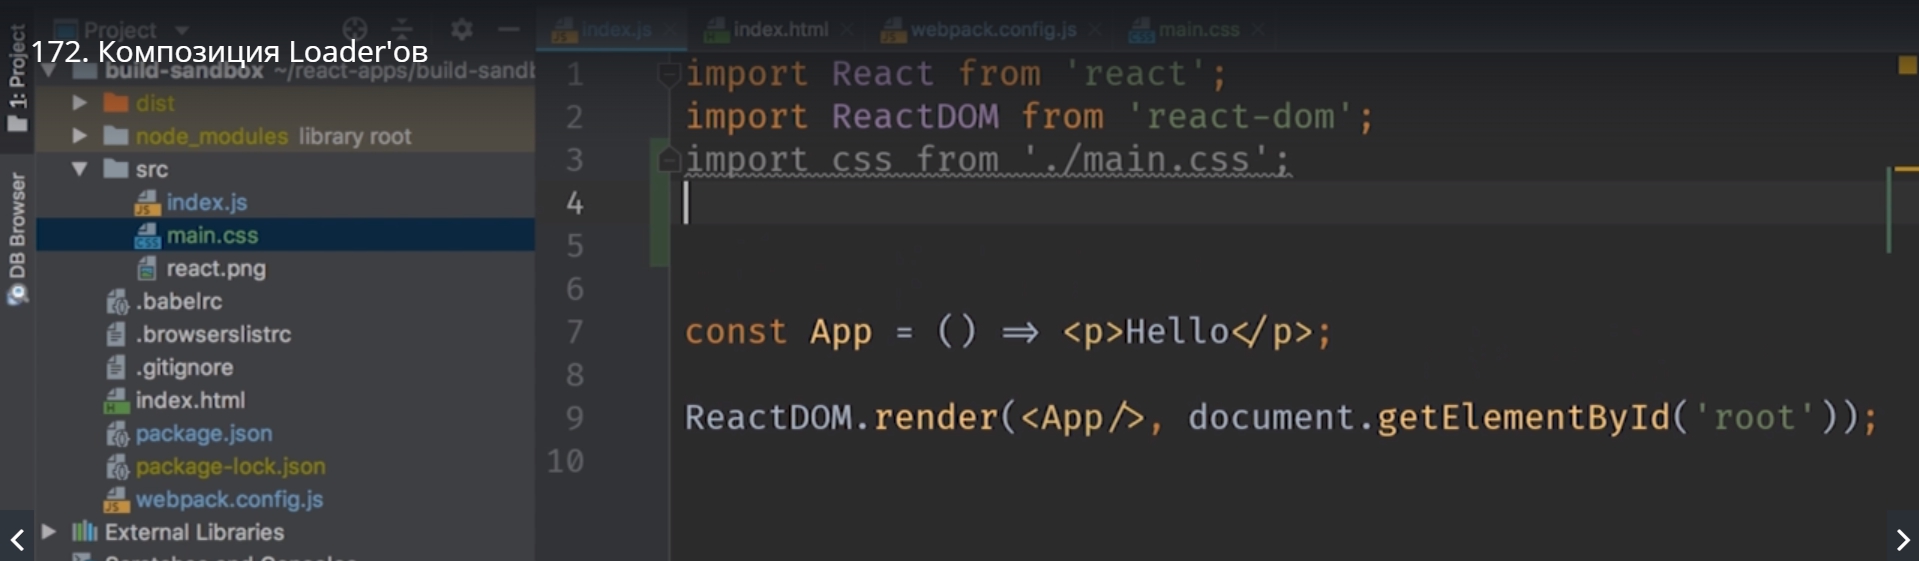 Project
index.js
index.html
webpack.config.js
main.css
172. Композиция Loader'ов
1: Project
DB Browser
build-sandbox ~/react-apps/build-sandb
dist
node_modules library root
src
index.js
main.css
react.png
.babelrc
.browserslistrc
.gitignore
index.html
package.json
package-lock.json
webpack.config.js
External Libraries
Scratches and Consoles
1 import React from 'react';
2 import ReactDOM from 'react-dom';
3 import css from './main.css';
4
5
6
7 const App = () => <p>Hello</p>;
8
9 ReactDOM.render(<App/>, document.getElementById('root'));
10